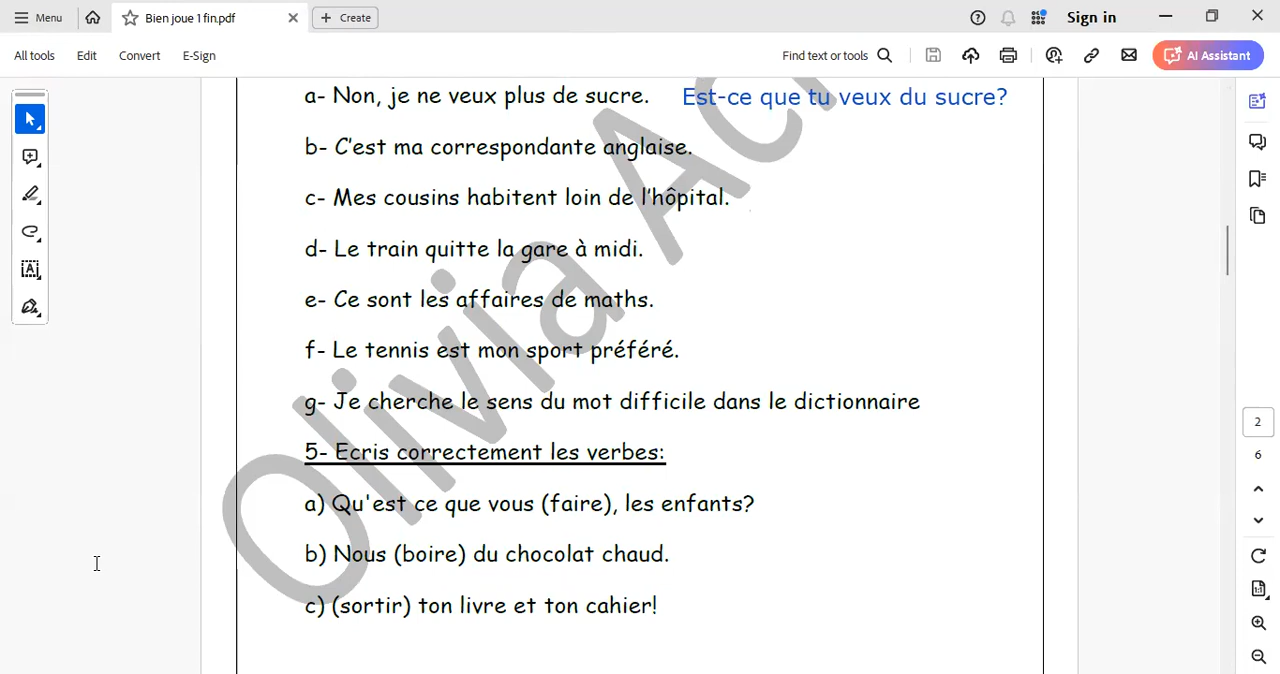 Menu
Bien joue 1 fin.pdf
Create
Sign in
All tools
Edit
Convert
E-Sign
Find text or tools
AI Assistant
a- Non, je ne veux plus de sucre. Est-ce que tu veux du sucre?
b- C'est ma correspondante anglaise.
c- Mes cousins habitent loin de l'hôpital.
d- Le train quitte la gare à midi.
e- Ce sont les affaires de maths.
f- Le tennis est mon sport préféré.
g- Je cherche le sens du mot difficile dans le dictionnaire
5- Ecris correctement les verbes:
a) Qu'est ce que vous (faire), les enfants?
b) Nous (boire) du chocolat chaud.
c) (sortir) ton livre et ton cahier!
Olivia
2
6